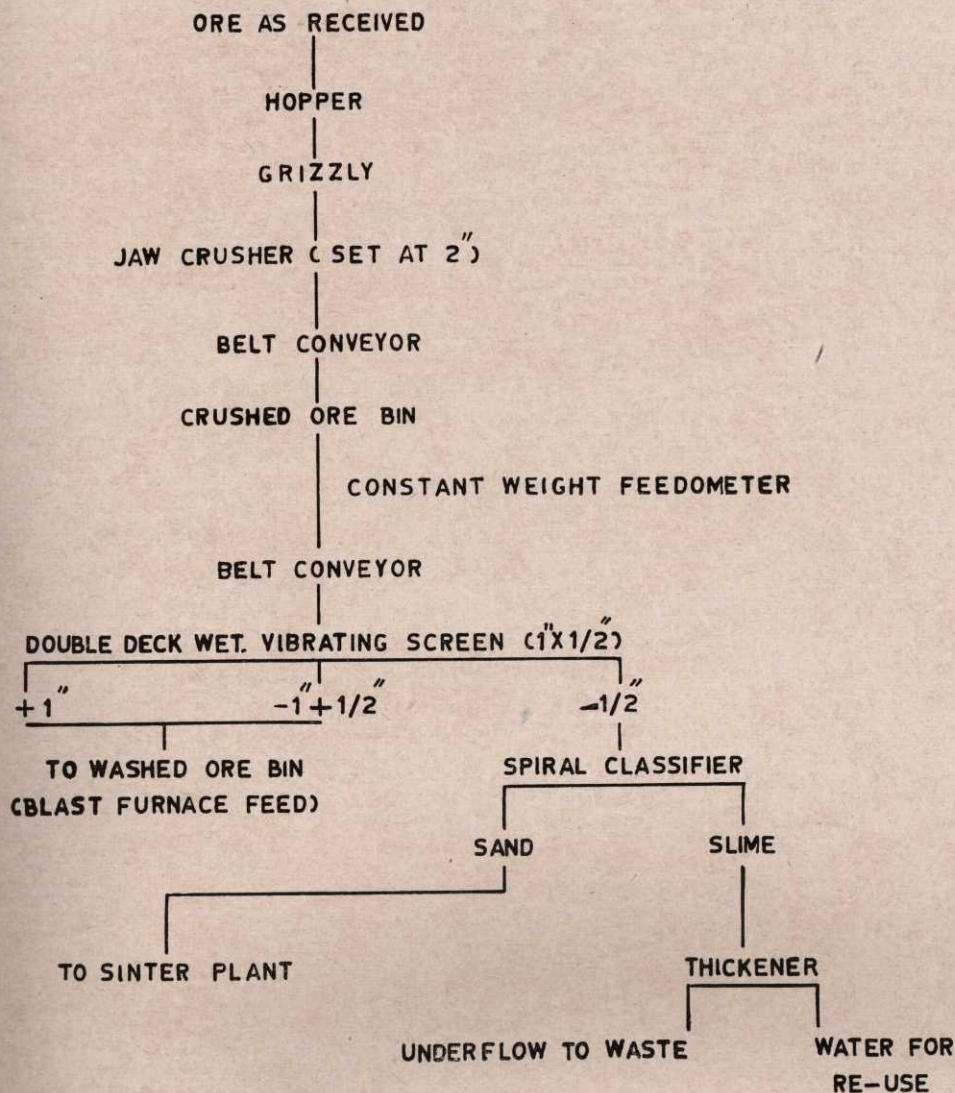 ORE AS RECEIVED
HOPPER
GRIZZLY
JAW CRUSHER ( SET AT 2")
BELT CONVEYOR
CRUSHED ORE BIN
CONSTANT WEIGHT FEEDOMETER
BELT CONVEYOR
DOUBLE DECK WET. VIBRATING SCREEN (1"X1/2")
+1" -1"+1/2" -1/2"
TO WASHED ORE BIN
(BLAST FURNACE FEED)
SPIRAL CLASSIFIER
SAND SLIME
TO SINTER PLANT
THICKENER
UNDERFLOW TO WASTE
WATER FOR
RE-USE